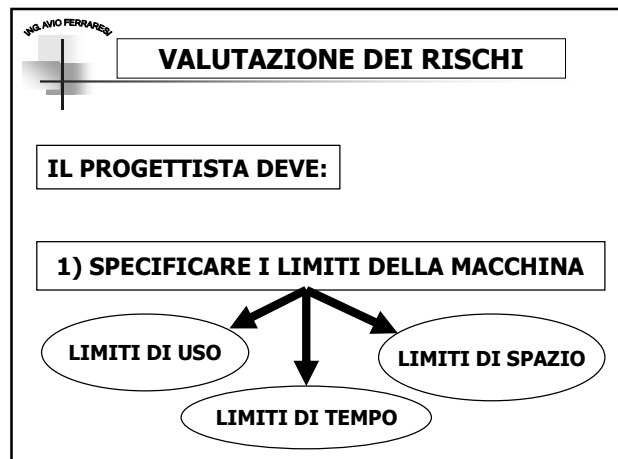 ING. AVIO FERRARESI
VALUTAZIONE DEI RISCHI
IL PROGETTISTA DEVE:
1) SPECIFICARE I LIMITI DELLA MACCHINA
LIMITI DI USO
LIMITI DI SPAZIO
LIMITI DI TEMPO